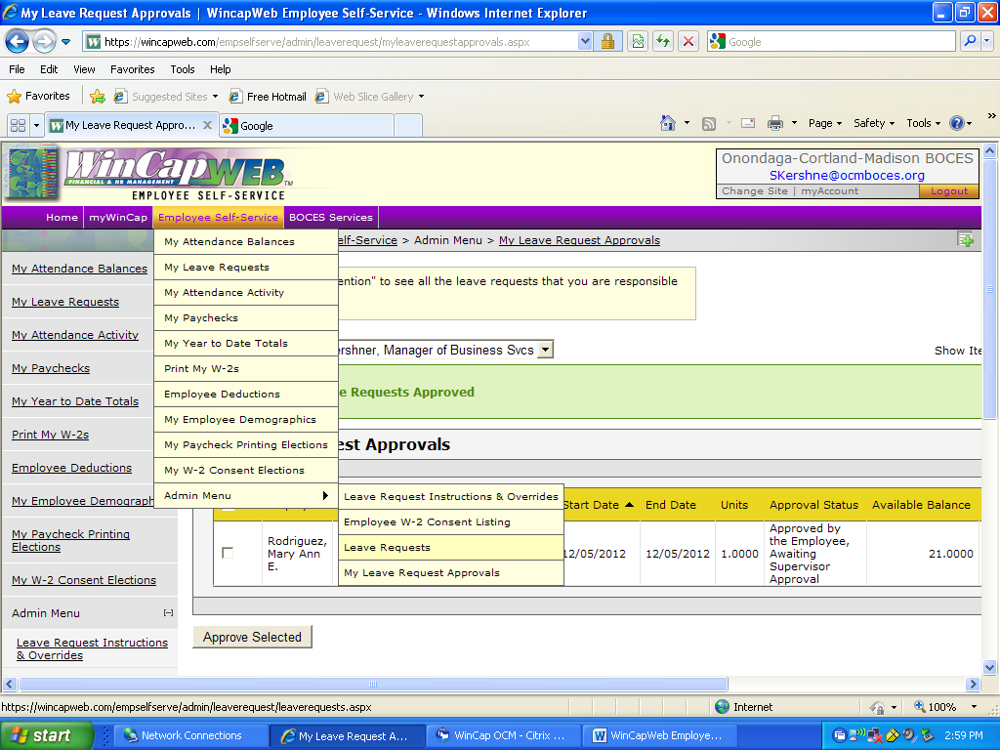 My Leave Request Approvals | WincapWeb Employee Self-Service - Windows Internet Explorer
https://wincapweb.com/empselfserve/admin/leaverequest/myleaverequestapprovals.aspx
Google
File Edit View Favorites Tools Help
Favorites Suggested Sites Free Hotmail Web Slice Gallery
My Leave Request Appro... Google Page Safety Tools »
WinCapWEB TM
FINANCIAL & HR MANAGEMENT
EMPLOYEE SELF-SERVICE
Onondaga-Cortland-Madison BOCES
SKershne@ocmboces.org
Change Site | myAccount Logout
Home myWinCap Employee Self-Service BOCES Services
elf-Service > Admin Menu > My Leave Request Approvals
My Attendance Balances
My Leave Requests
My Attendance Activity
My Paychecks
My Year to Date Totals
Print My W-2s
Employee Deductions
My Employee Demograph
My Paycheck Printing
Elections
My W-2 Consent Elections
Admin Menu [-]
Leave Request Instructions
& Overrides
My Attendance Balances
My Leave Requests
My Attendance Activity
My Paychecks
My Year to Date Totals
Print My W-2s
Employee Deductions
My Employee Demographics
My Paycheck Printing Elections
My W-2 Consent Elections
Admin Menu
Leave Request Instructions & Overrides
Employee W-2 Consent Listing
Leave Requests
My Leave Request Approvals
ention" to see all the leave requests that you are responsible
ershner, Manager of Business Svcs
Show Ite
e Requests Approved
st Approvals
Start Date End Date Units Approval Status Available Balance
Rodriguez,
Mary Ann
E.
12/05/2012 12/05/2012 1.0000
Approved by
the Employee,
Awaiting
Supervisor
Approval
21.0000
Approve Selected
https://wincapweb.com/empselfserve/admin/leaverequest/leaverequests.aspx Internet 100%
start Network Connections My Leave Request A... WinCap OCM - Citrix ... WinCapWeb Employe... 2:59 PM